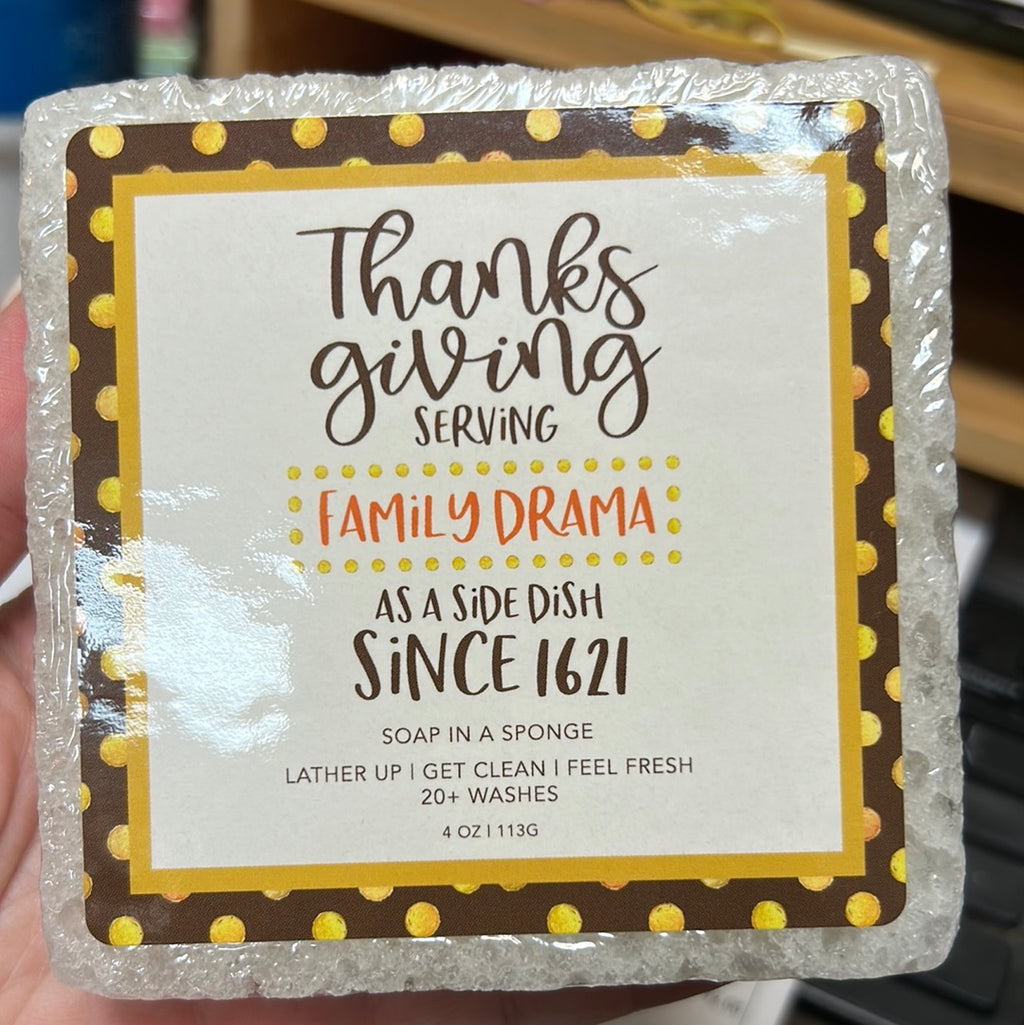 Thanks
giving
SERViNG
FAMiLY DRAMA
AS A SiDE DiSH
SiNCE 1621
SOAP IN A SPONGE
LATHER UP | GET CLEAN | FEEL FRESH
20+ WASHES
4 OZ | 113G